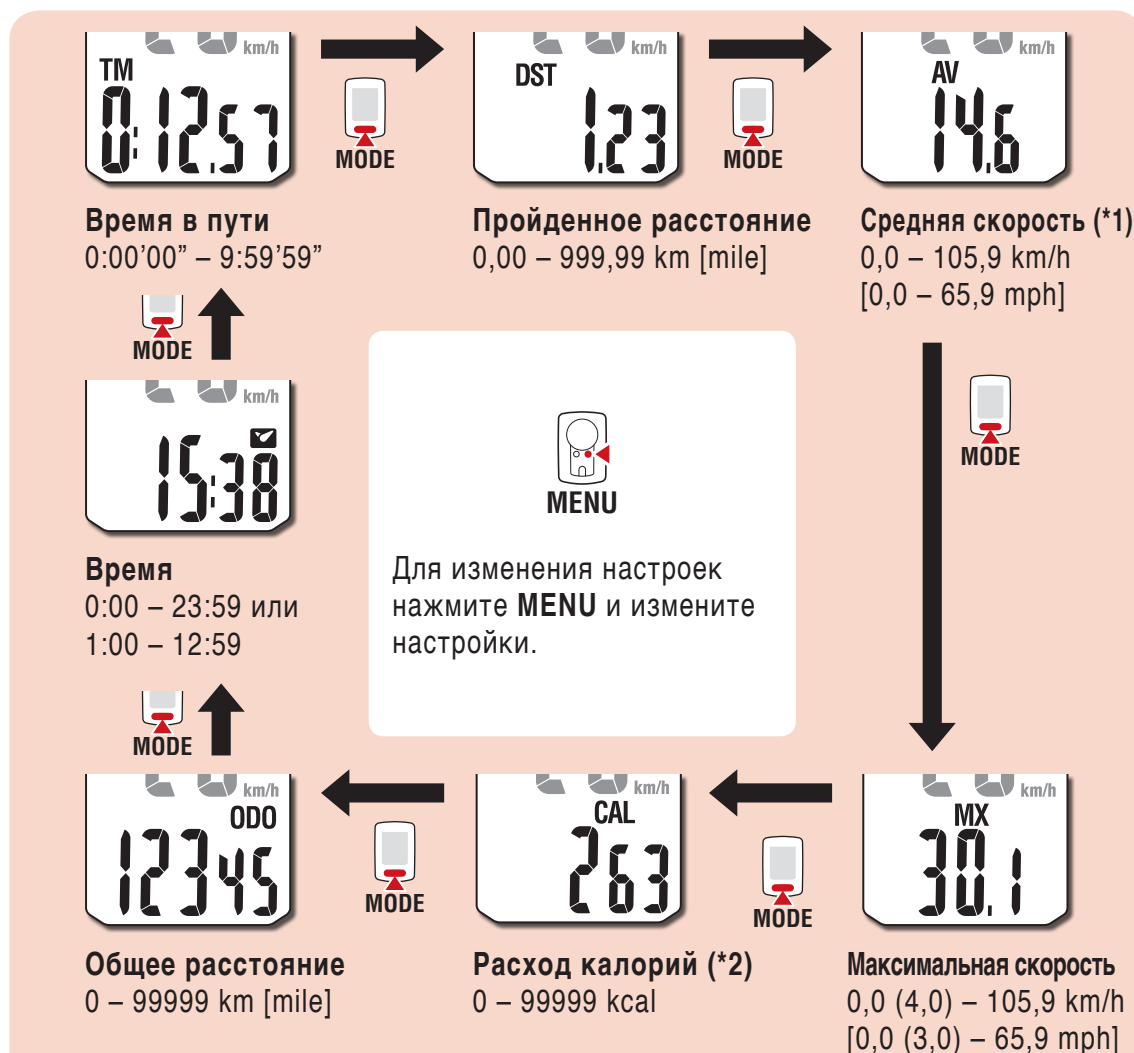 km/h
TM
0:12.57
MODE
km/h
DST
1.23
MODE
km/h
AV
14.6
Время в пути
0:00’00” – 9:59’59”
Пройденное расстояние
0,00 – 999,99 km [mile]
Средняя скорость (*1)
0,0 – 105,9 km/h
[0,0 – 65,9 mph]
MODE
km/h
15:38
Время
0:00 – 23:59 или
1:00 – 12:59
MENU
Для изменения настроек
нажмите MENU и измените
настройки.
MODE
MODE
km/h
ODO
12345
MODE
km/h
CAL
263
MODE
km/h
MX
30.1
Общее расстояние
0 – 99999 km [mile]
Расход калорий (*2)
0 – 99999 kcal
Максимальная скорость
0,0 (4,0) – 105,9 km/h
[0,0 (3,0) – 65,9 mph]